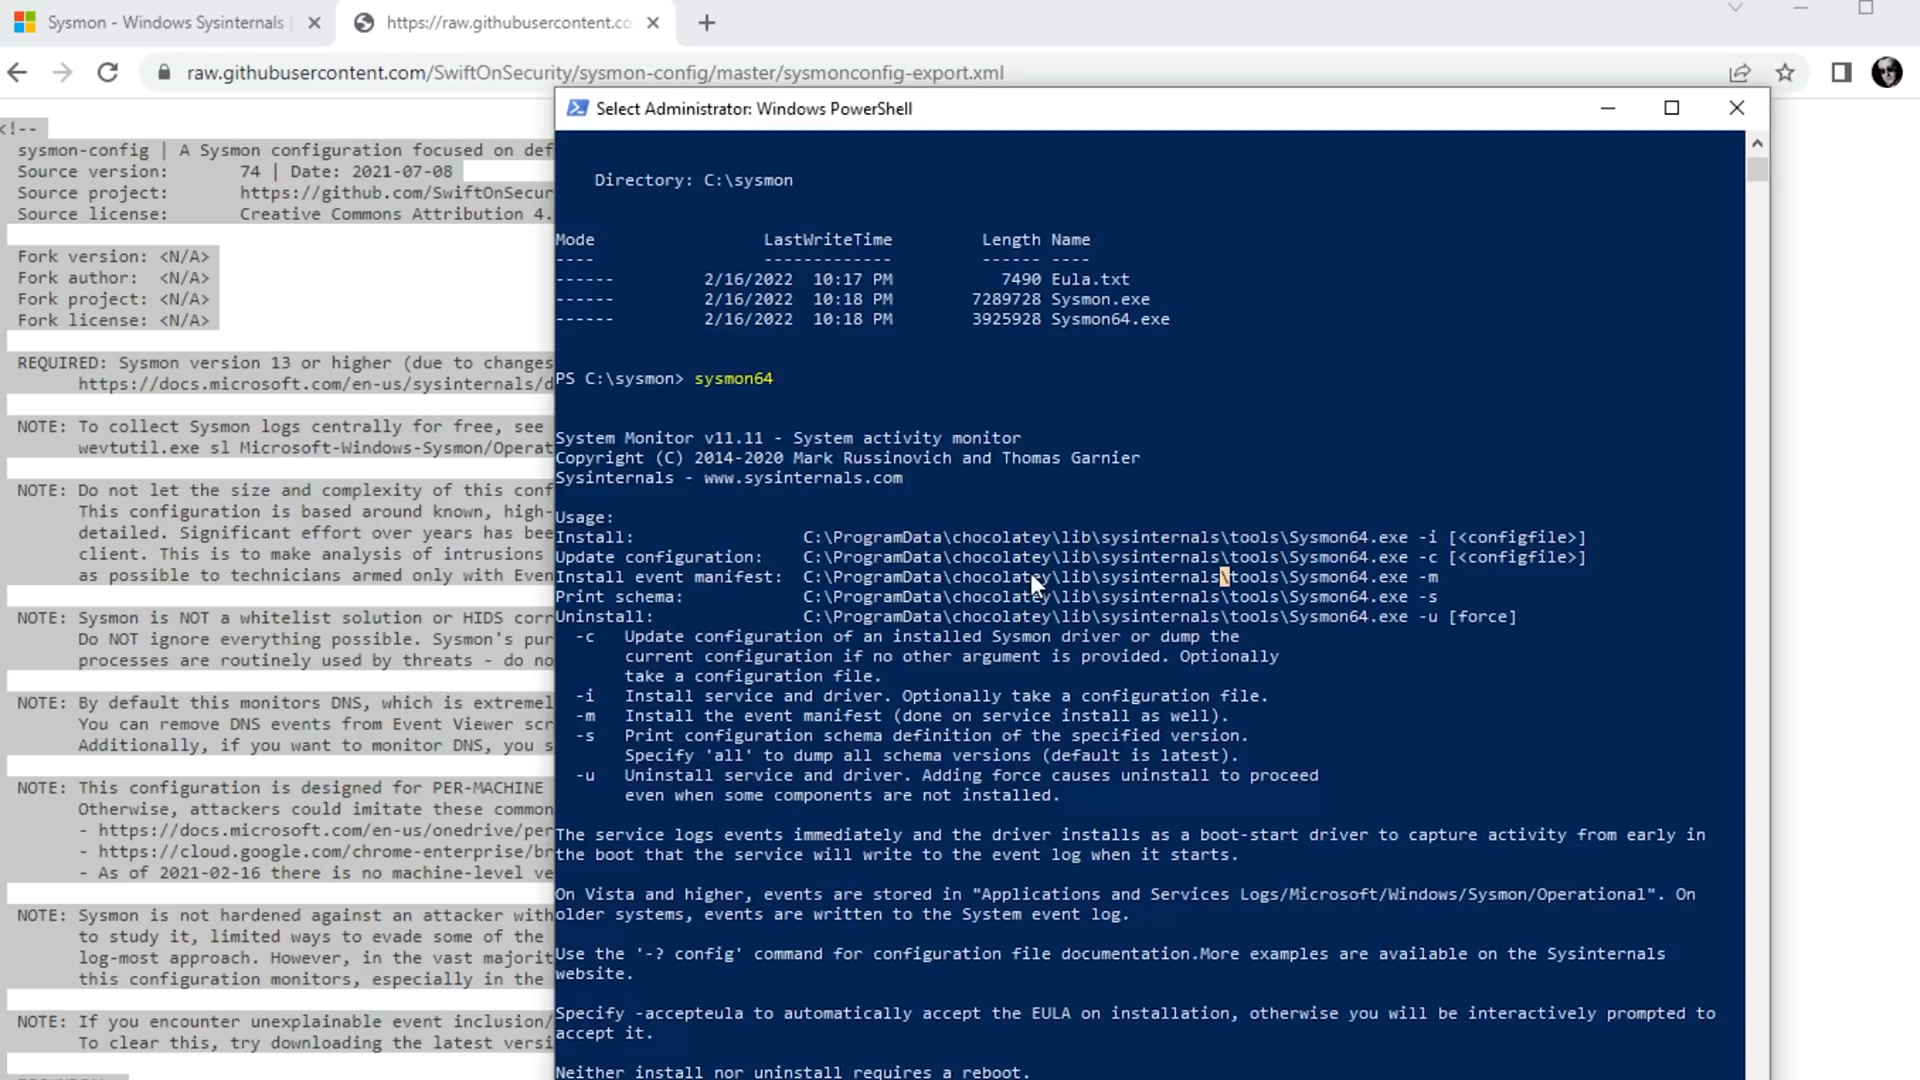 Sysmon - Windows Sysinternals |
https://raw.githubusercontent.co
raw.githubusercontent.com/SwiftOnSecurity/sysmon-config/master/sysmonconfig-export.xml
<!--
sysmon-config | A Sysmon configuration focused on def
Source version: 74 | Date: 2021-07-08
Source project: https://github.com/SwiftOnSecur
Source license: Creative Commons Attribution 4.
Fork version: <N/A>
Fork author: <N/A>
Fork project: <N/A>
Fork license: <N/A>
REQUIRED: Sysmon version 13 or higher (due to changes
https://docs.microsoft.com/en-us/sysinternals/d
NOTE: To collect Sysmon logs centrally for free, see
wevtutil.exe sl Microsoft-Windows-Sysmon/Operat
NOTE: Do not let the size and complexity of this conf
This configuration is based around known, high-
detailed. Significant effort over years has bee
client. This is to make analysis of intrusions
as possible to technicians armed only with Even
NOTE: Sysmon is NOT a whitelist solution or HIDS corr
Do NOT ignore everything possible. Sysmon's pur
processes are routinely used by threats - do no
NOTE: By default this monitors DNS, which is extremel
You can remove DNS events from Event Viewer scr
Additionally, if you want to monitor DNS, you s
NOTE: This configuration is designed for PER-MACHINE
Otherwise, attackers could imitate these common
- https://docs.microsoft.com/en-us/onedrive/per
- https://cloud.google.com/chrome-enterprise/br
- As of 2021-02-16 there is no machine-level ve
NOTE: Sysmon is not hardened against an attacker with
to study it, limited ways to evade some of the
log-most approach. However, in the vast majorit
this configuration monitors, especially in the
NOTE: If you encounter unexplainable event inclusion/
To clear this, try downloading the latest versi
Select Administrator: Windows PowerShell
Directory: C:\sysmon
Mode LastWriteTime Length Name
---- ------------- ------ ----
------ 2/16/2022 10:17 PM 7490 Eula.txt
------ 2/16/2022 10:18 PM 7289728 Sysmon.exe
------ 2/16/2022 10:18 PM 3925928 Sysmon64.exe
PS C:\sysmon> sysmon64
System Monitor v11.11 - System activity monitor
Copyright (C) 2014-2020 Mark Russinovich and Thomas Garnier
Sysinternals - www.sysinternals.com
Usage:
Install: C:\ProgramData\chocolatey\lib\sysinternals\tools\Sysmon64.exe -i [<configfile>]
Update configuration: C:\ProgramData\chocolatey\lib\sysinternals\tools\Sysmon64.exe -c [<configfile>]
Install event manifest: C:\ProgramData\chocolatey\lib\sysinternals\tools\Sysmon64.exe -m
Print schema: C:\ProgramData\chocolatey\lib\sysinternals\tools\Sysmon64.exe -s
Uninstall: C:\ProgramData\chocolatey\lib\sysinternals\tools\Sysmon64.exe -u [force]
-c Update configuration of an installed Sysmon driver or dump the
current configuration if no other argument is provided. Optionally
take a configuration file.
-i Install service and driver. Optionally take a configuration file.
-m Install the event manifest (done on service install as well).
-s Print configuration schema definition of the specified version.
Specify 'all' to dump all schema versions (default is latest).
-u Uninstall service and driver. Adding force causes uninstall to proceed
even when some components are not installed.
The service logs events immediately and the driver installs as a boot-start driver to capture activity from early in
the boot that the service will write to the event log when it starts.
On Vista and higher, events are stored in "Applications and Services Logs/Microsoft/Windows/Sysmon/Operational". On
older systems, events are written to the System event log.
Use the '-? config' command for configuration file documentation.More examples are available on the Sysinternals
website.
Specify -accepteula to automatically accept the EULA on installation, otherwise you will be interactively prompted to
accept it.
Neither install nor uninstall requires a reboot.